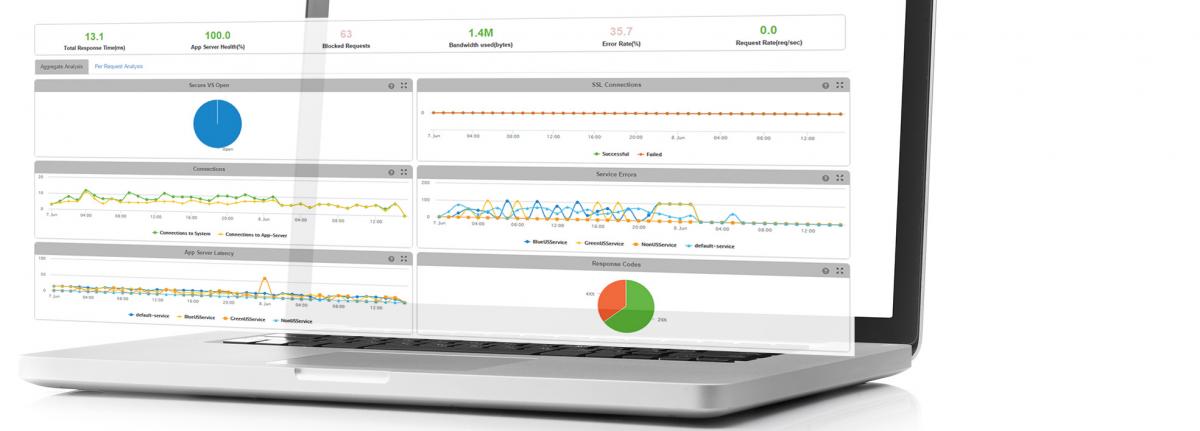 13.1 100.0 63 1.4M 35.7 0.0
Total Response Time(ms) App Server Health(%) Blocked Requests Bandwidth used(bytes) Error Rate(%) Request Rate(req/sec)
Aggregate Analysis Per Request Analysis
Secure VS Open
Open
SSL Connections
0
7. Jun 04:00 08:00 12:00 16:00 20:00 8. Jun 04:00 08:00 12:00
Successful Failed
Connections
20
10
0
7. Jun 04:00 08:00 12:00 16:00 20:00 8. Jun 04:00 08:00 12:00
Connections to System Connections to App-Server
Service Errors
200
100
0
7. Jun 04:00 08:00 12:00 16:00 20:00 8. Jun 04:00 08:00 12:00
BlueUSService GreenUSService NonUSService default-service
App Server Latency
100
50
0
7. Jun 04:00 08:00 12:00 16:00 20:00 8. Jun 04:00 08:00 12:00
default-service BlueUSService GreenUSService NonUSService
Response Codes
4XX
2XX